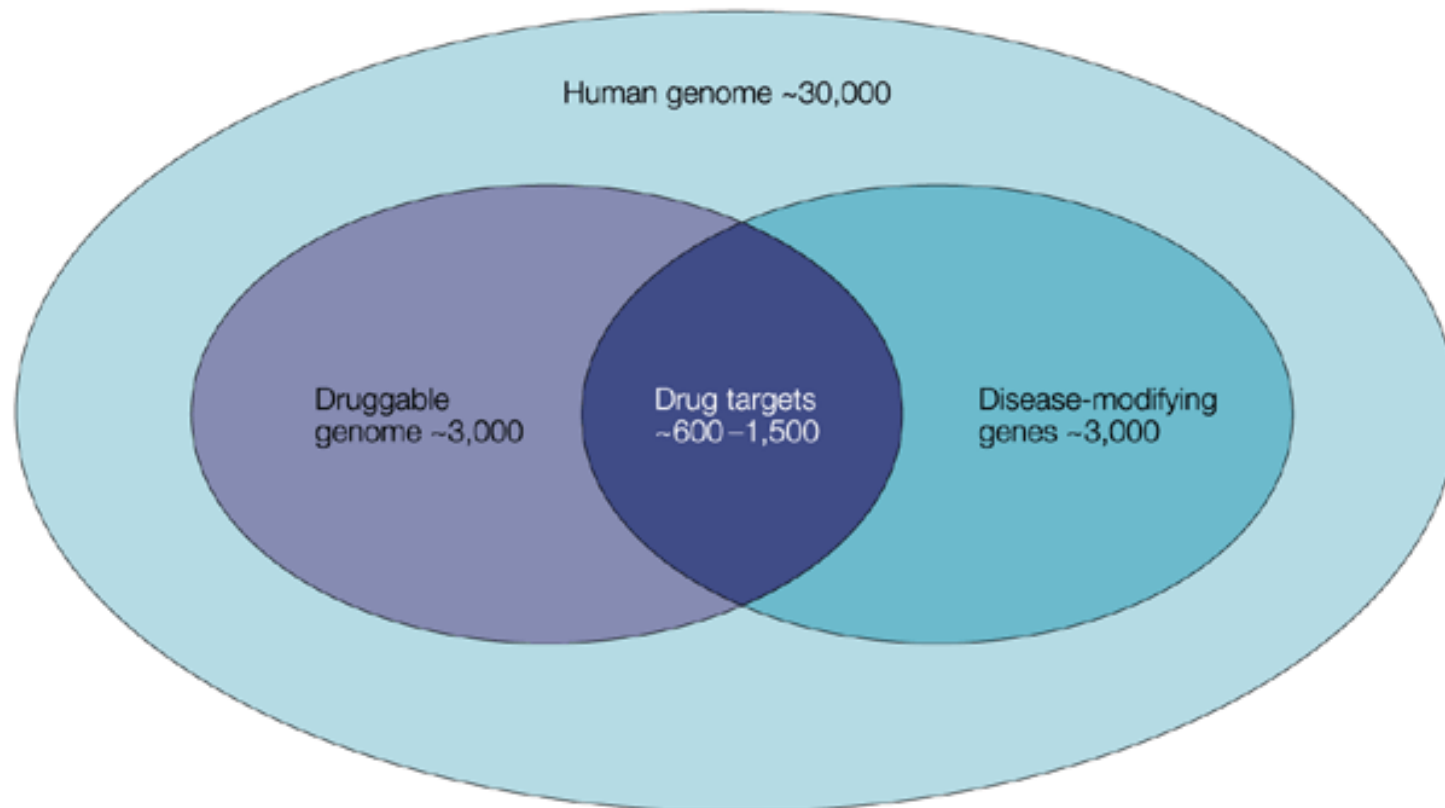 Human genome ~30,000
Druggable
genome ~3,000
Drug targets
~600–1,500
Disease-modifying
genes ~3,000